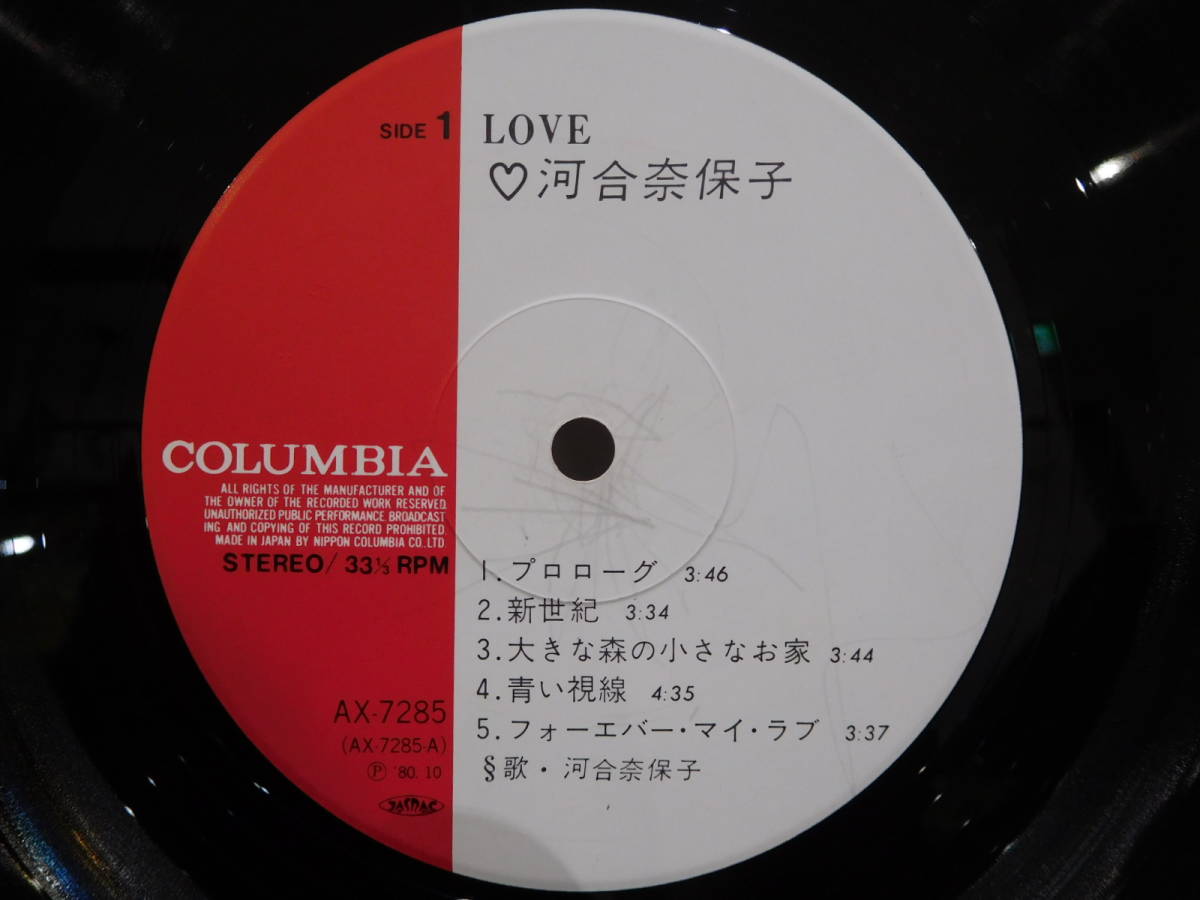 SIDE 1
LOVE
♡河合奈保子
COLUMBIA
ALL RIGHTS OF THE MANUFACTURER AND OF
THE OWNER OF THE RECORDED WORK RESERVED
UNAUTHORIZED PUBLIC PERFORMANCE BROADCAST
ING AND COPYING OF THIS RECORD PROHIBITED.
MADE IN JAPAN BY NIPPON COLUMBIA CO.,LTD.
STEREO/ 33⅓ RPM
AX-7285
(AX-7285-A)
Ⓟ '80. 10
JASRAC
1. プロローグ 3:46
2. 新世紀 3:34
3. 大きな森の小さなお家 3:44
4. 青い視線 4:35
5. フォーエバー・マイ・ラブ 3:37
§歌・河合奈保子